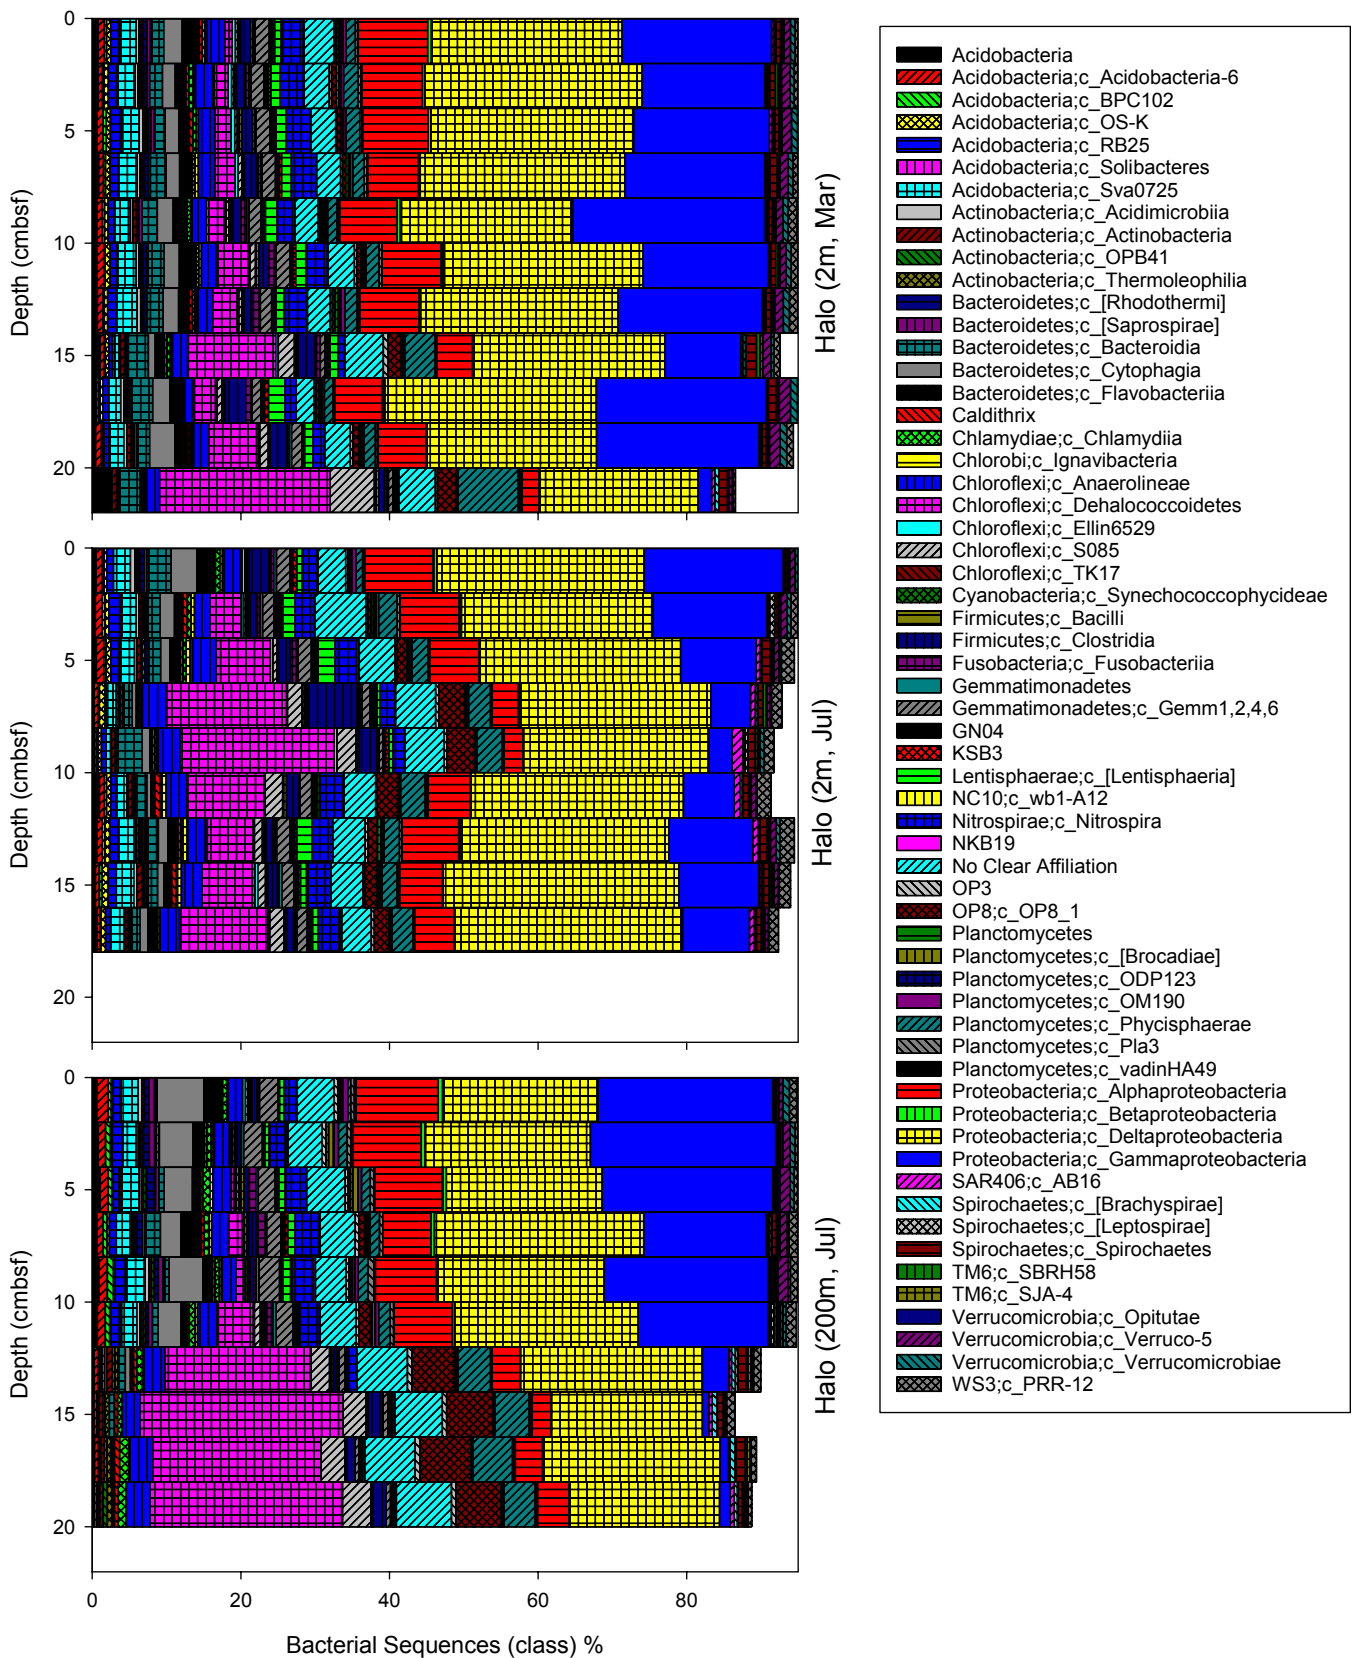 0
5
10
15
20
Depth (cmbsf)
Halo (2m, Mar)
0
5
10
15
20
Depth (cmbsf)
Halo (2m, Jul)
0
5
10
15
20
Depth (cmbsf)
Halo (200m, Jul)
0 20 40 60 80
Bacterial Sequences (class) %
Acidobacteria
Acidobacteria;c_Acidobacteria-6
Acidobacteria;c_BPC102
Acidobacteria;c_OS-K
Acidobacteria;c_RB25
Acidobacteria;c_Solibacteres
Acidobacteria;c_Sva0725
Actinobacteria;c_Acidimicrobiia
Actinobacteria;c_Actinobacteria
Actinobacteria;c_OPB41
Actinobacteria;c_Thermoleophilia
Bacteroidetes;c_[Rhodothermi]
Bacteroidetes;c_[Saprospirae]
Bacteroidetes;c_Bacteroidia
Bacteroidetes;c_Cytophagia
Bacteroidetes;c_Flavobacteriia
Caldithrix
Chlamydiae;c_Chlamydiia
Chlorobi;c_Ignavibacteria
Chloroflexi;c_Anaerolineae
Chloroflexi;c_Dehalococcoidetes
Chloroflexi;c_Ellin6529
Chloroflexi;c_S085
Chloroflexi;c_TK17
Cyanobacteria;c_Synechococcophycideae
Firmicutes;c_Bacilli
Firmicutes;c_Clostridia
Fusobacteria;c_Fusobacteriia
Gemmatimonadetes
Gemmatimonadetes;c_Gemm1,2,4,6
GN04
KSB3
Lentisphaerae;c_[Lentisphaeria]
NC10;c_wb1-A12
Nitrospirae;c_Nitrospira
NKB19
No Clear Affiliation
OP3
OP8;c_OP8_1
Planctomycetes
Planctomycetes;c_[Brocadiae]
Planctomycetes;c_ODP123
Planctomycetes;c_OM190
Planctomycetes;c_Phycisphaerae
Planctomycetes;c_Pla3
Planctomycetes;c_vadinHA49
Proteobacteria;c_Alphaproteobacteria
Proteobacteria;c_Betaproteobacteria
Proteobacteria;c_Deltaproteobacteria
Proteobacteria;c_Gammaproteobacteria
SAR406;c_AB16
Spirochaetes;c_[Brachyspirae]
Spirochaetes;c_[Leptospirae]
Spirochaetes;c_Spirochaetes
TM6;c_SBRH58
TM6;c_SJA-4
Verrucomicrobia;c_Opitutae
Verrucomicrobia;c_Verruco-5
Verrucomicrobia;c_Verrucomicrobiae
WS3;c_PRR-12